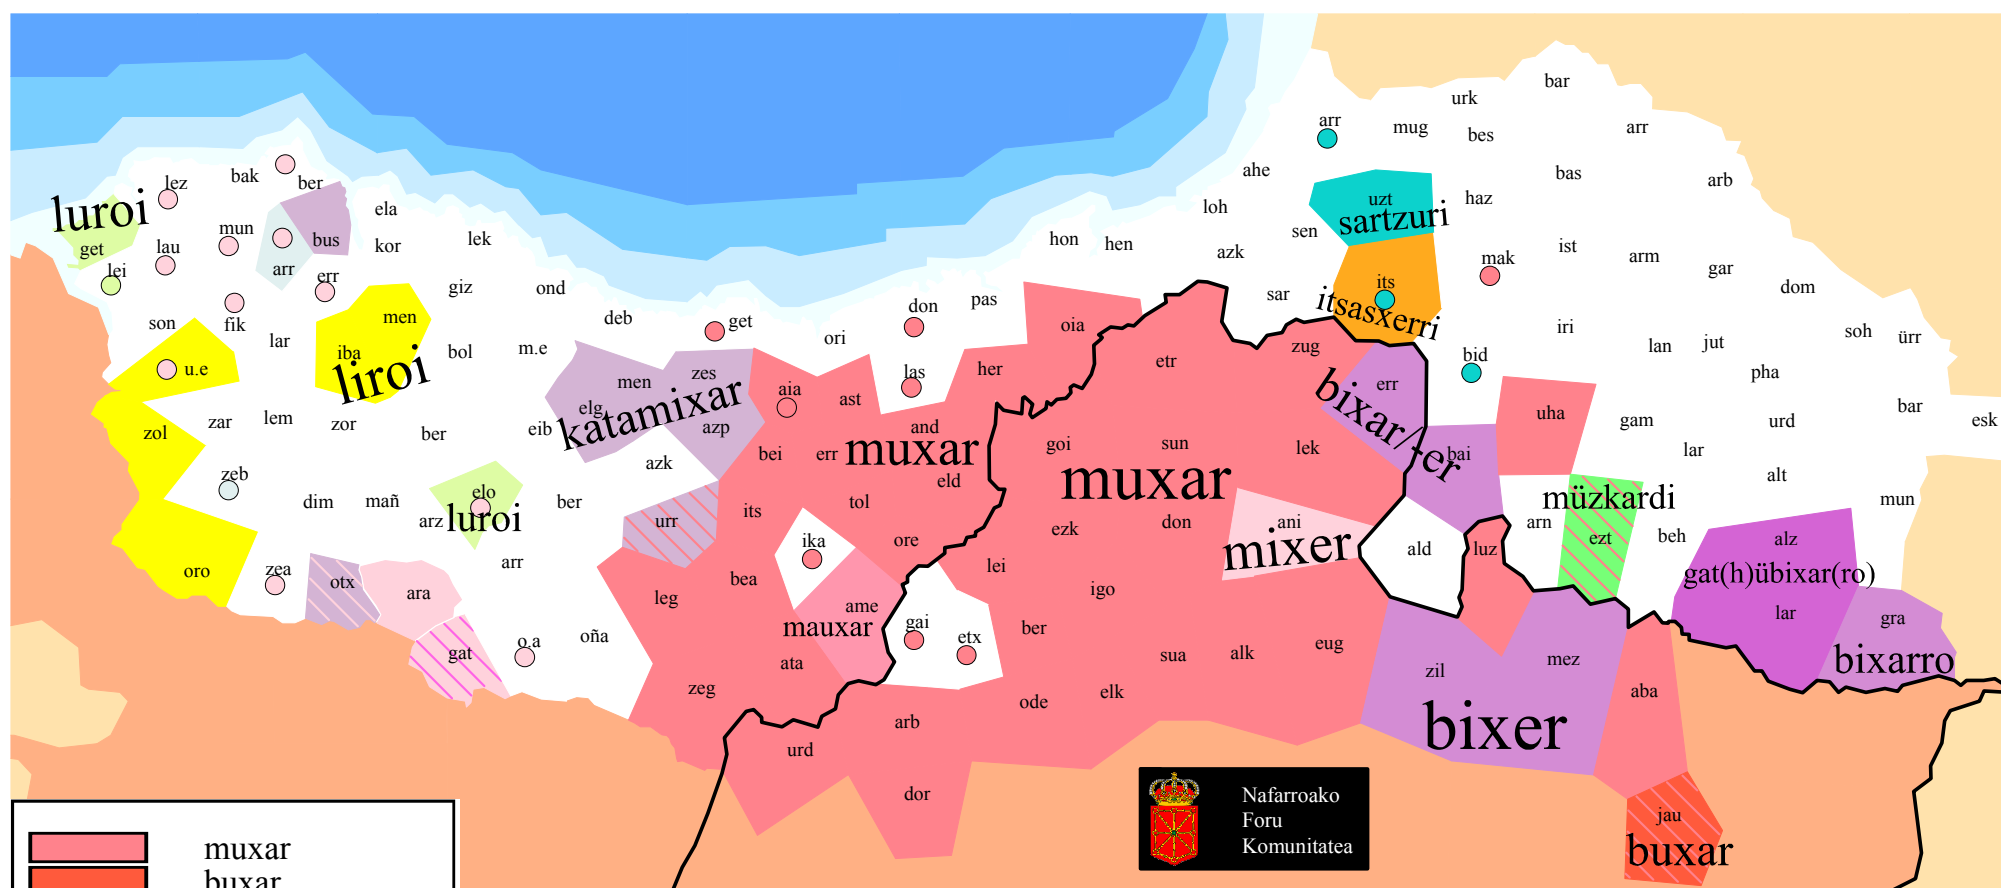 bar
urk
arr
mug
bes
arr
lez
bak
ber
ahe
bas
arb
luroi
ela
loh
uzt
haz
sartzuri
get
lau
mun
bus
kor
lek
hon
hen
sen
azk
ist
arm
gar
lei
arr
err
giz
ond
mak
dom
sar
its
itsasxerri
son
fik
lar
men
deb
get
don
pas
oia
iri
soh
ürr
u.e
iba
liroi
bol
m.e
ori
etr
zug
lan
jut
bid
men
zes
aia
las
her
err
pha
zol
zar
lem
zor
ber
elg
eib
katamixar
azp
ast
and
bixar/-er
uha
gam
urd
bar
esk
azk
bei
err
muxar
eld
goi
sun
lek
bai
lar
muxar
alt
zeb
dim
mañ
arz
elo
luroi
ber
urr
its
tol
ezk
don
ani
mixer
arn
müzkardi
mun
oro
zea
otx
ara
arr
ika
ore
lei
ald
luz
ezt
beh
alz
gat(h)übixar(ro)
bea
leg
ame
mauxar
igo
lar
gra
gat
o.a
oña
gai
etx
ber
bixarro
zeg
ata
sua
alk
eug
zil
mez
ode
elk
aba
bixer
urd
arb
dor
Nafarroako
Foru
Komunitatea
jau
buxar
muxar
buxar